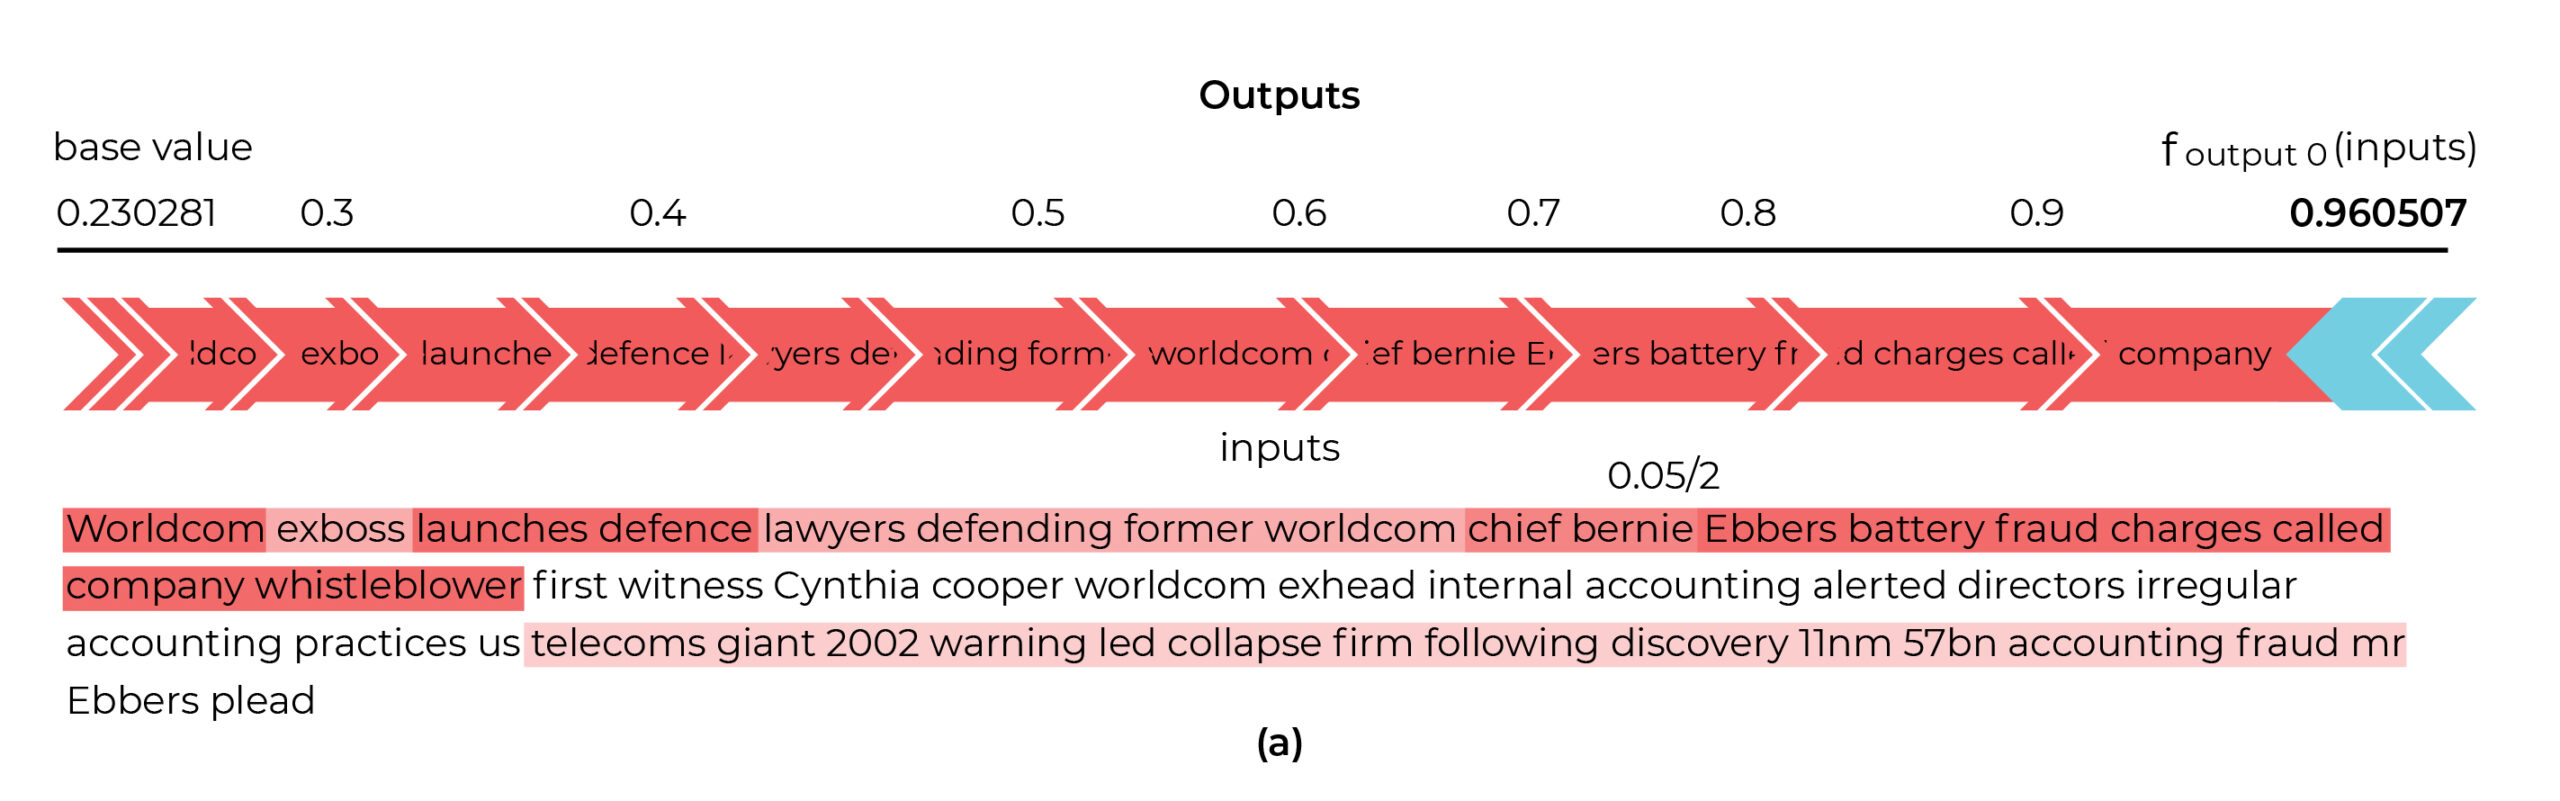 Outputs
base value f output 0 (inputs)
0.230281 0.3 0.4 0.5 0.6 0.7 0.8 0.9 0.960507
dco exbo launche defence yers de ding form worldcom ef bernie E ers battery fr d charges call company
inputs
0.05/2
Worldcom exboss launches defence lawyers defending former worldcom chief bernie Ebbers battery fraud charges called
company whistleblower first witness Cynthia cooper worldcom exhead internal accounting alerted directors irregular
accounting practices us telecoms giant 2002 warning led collapse firm following discovery 11nm 57bn accounting fraud mr
Ebbers plead
(a)